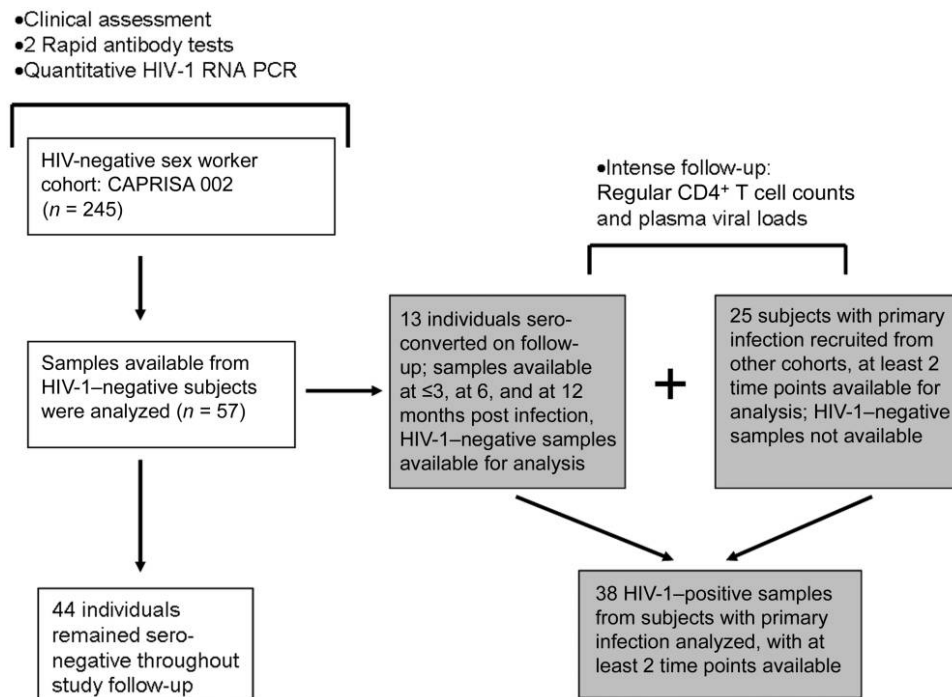 •Clinical assessment
•2 Rapid antibody tests
•Quantitative HIV-1 RNA PCR
HIV-negative sex worker
cohort: CAPRISA 002
(n = 245)
•Intense follow-up:
Regular CD4⁺ T cell counts
and plasma viral loads
Samples available from
HIV-1–negative subjects
were analyzed (n = 57)
13 individuals sero-
converted on follow-
up; samples available
at ≤3, at 6, and at 12
months post infection,
HIV-1–negative samples
available for analysis
+
25 subjects with primary
infection recruited from
other cohorts, at least 2
time points available for
analysis; HIV-1–negative
samples not available
44 individuals
remained sero-
negative throughout
study follow-up
38 HIV-1–positive samples
from subjects with primary
infection analyzed, with at
least 2 time points available